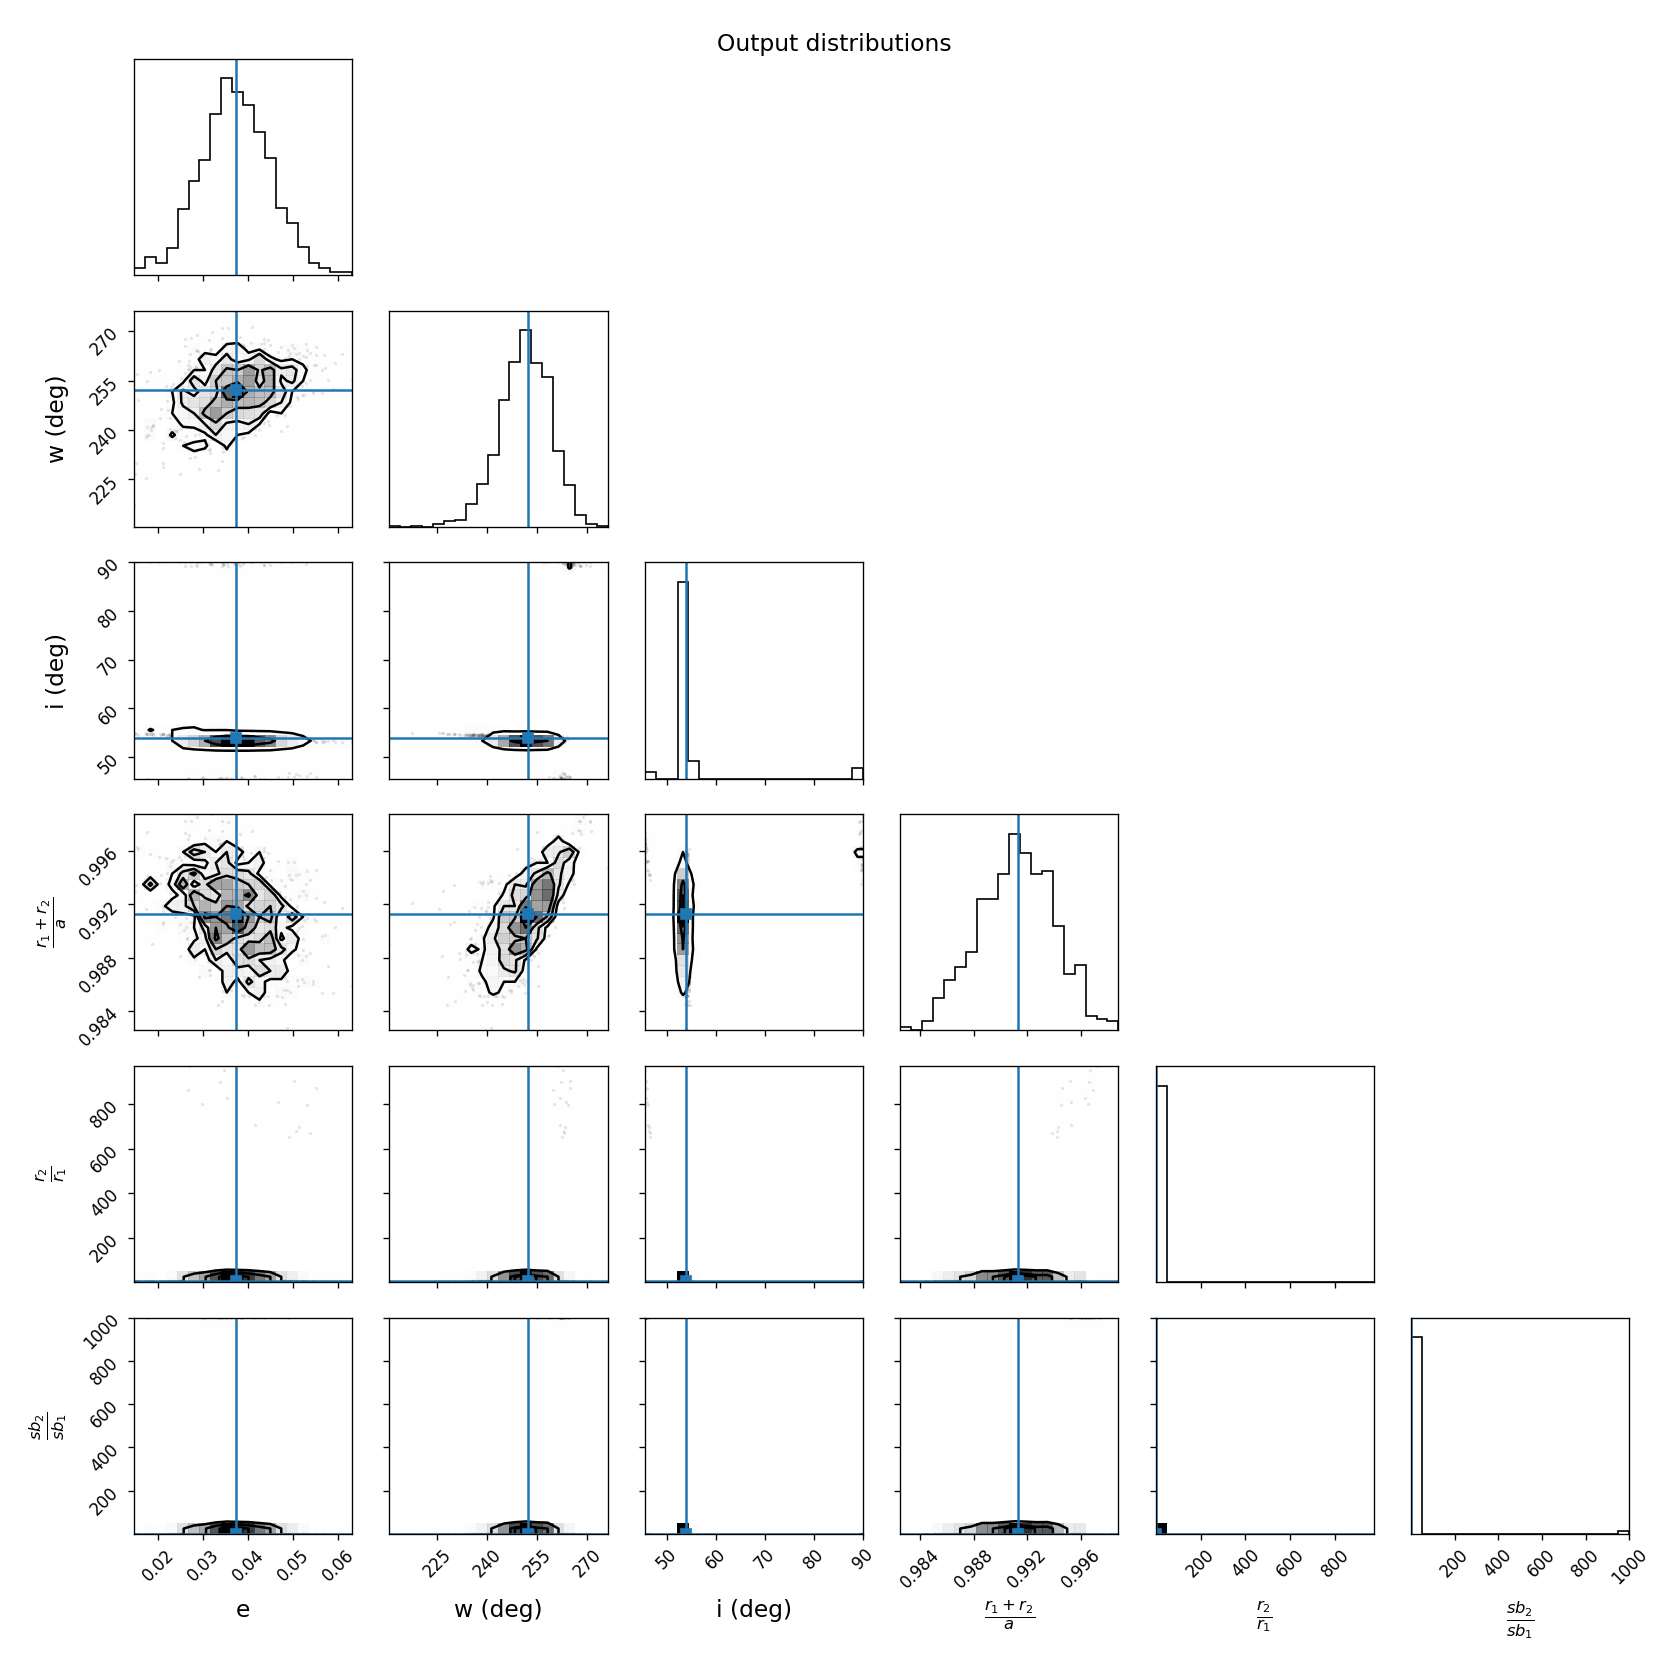 Output distributions
270
255
240
225
w (deg)
90
80
70
60
50
i (deg)
0.996
0.992
0.988
0.984
r₁ + r₂
a
800
600
400
200
r₂
r₁
1000
800
600
400
200
sb₂
sb₁
0.02 0.03 0.04 0.05 0.06
225 240 255 270
50 60 70 80 90
0.984 0.988 0.992 0.996
200 400 600 800
200 400 600 800 1000
e
w (deg)
i (deg)
r₁ + r₂
a
r₂
r₁
sb₂
sb₁